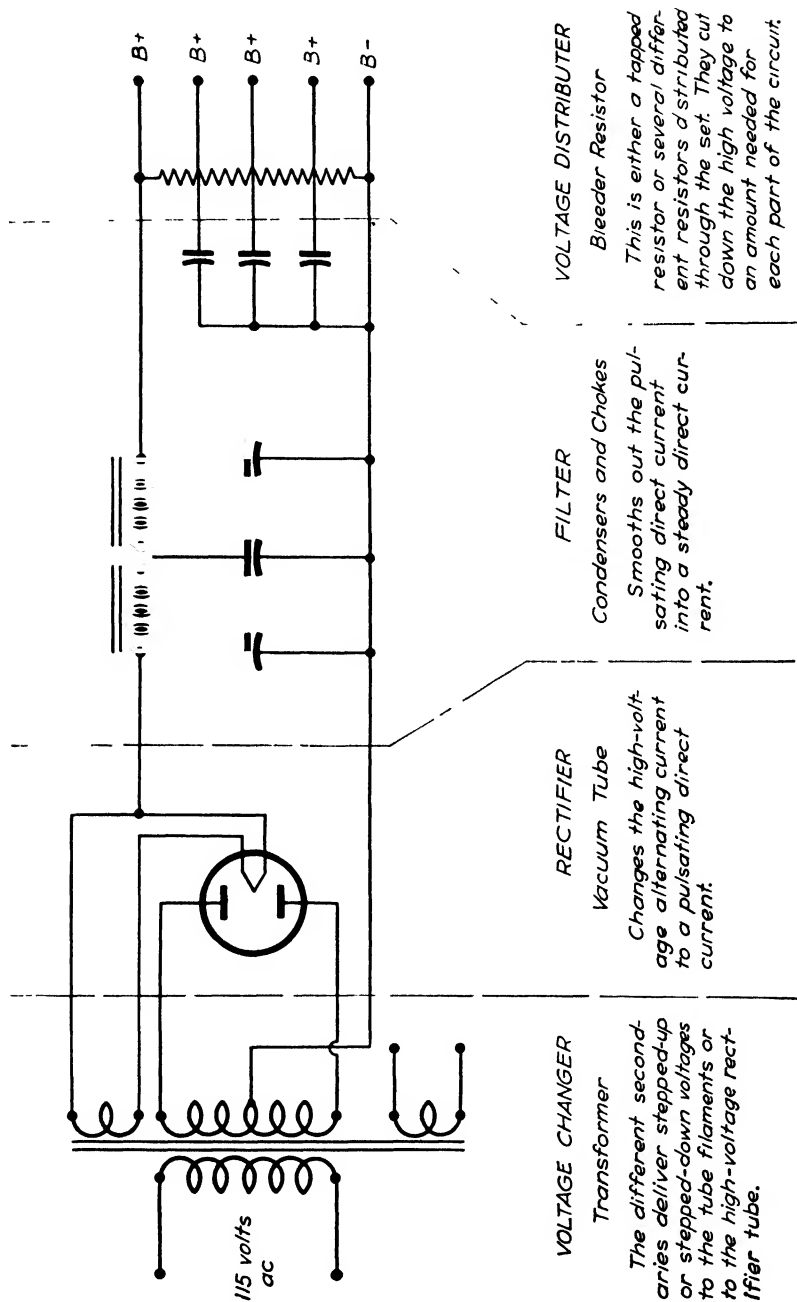 115 volts
ac
B+
B+
B+
B+
B-
VOLTAGE CHANGER
Transformer
The different second-
aries deliver stepped-up
or stepped-down voltages
to the tube filaments or
to the high-voltage rect-
ifier tube.
RECTIFIER
Vacuum Tube
Changes the high-volt-
age alternating current
to a pulsating direct
current.
FILTER
Condensers and Chokes
Smooths out the pul-
sating direct current
into a steady direct cur-
rent.
VOLTAGE DISTRIBUTER
Bleeder Resistor
This is either a tapped
resistor or several differ-
ent resistors d stributed
through the set. They cut
down the high voltage to
an amount needed for
each part of the circuit.